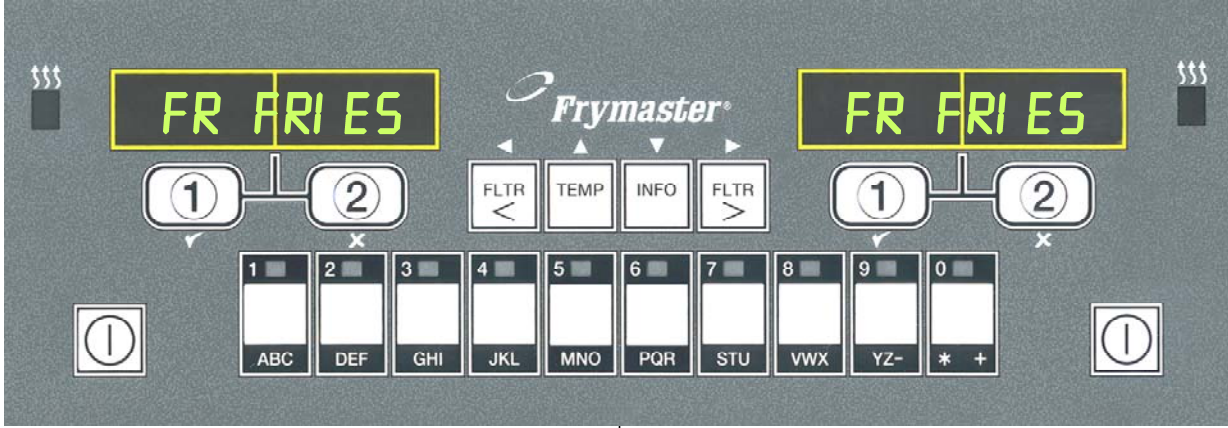 FR FRIES
Frymaster®
FR FRIES
1 2
FLTR < TEMP INFO FLTR >
1 2
1 2 3 4 5 6 7 8 9 0
ABC DEF GHI JKL MNO PQR STU VWX YZ- * +